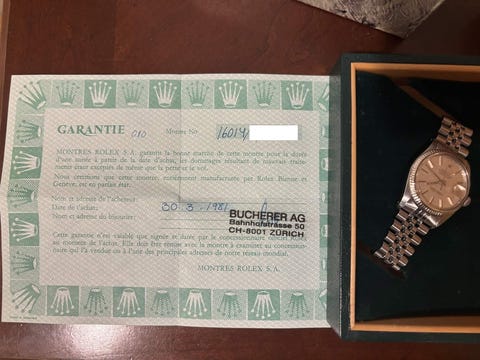 GARANTIE 010 Montre No 16014/
MONTRES ROLEX S.A. garantit la bonne marche de cette montre pour la durée
d'une année à partir de la date d'achat, les dommages résultant de mauvais traite-
ments étant exceptés de même que la perte et le vol.
Nous certifions que cette montre, entièrement manufacturée par Rolex Bienne et
Genève, est en parfait état.
Nom et adresse de l'acheteur:
Date de l'achat: 30.3.1981
Nom et adresse du bijoutier:
BUCHERER AG
Bahnhofstrasse 50
CH-8001 ZÜRICH
Cette garantie n'est valable que signée et datée par le concessionnaire officiel Rolex
au moment de l'achat. Elle doit être remise avec la montre à examiner au concessionnaire
qui l'a vendue ou à l'une des principales adresses de notre réseau mondial.
MONTRES ROLEX S.A.